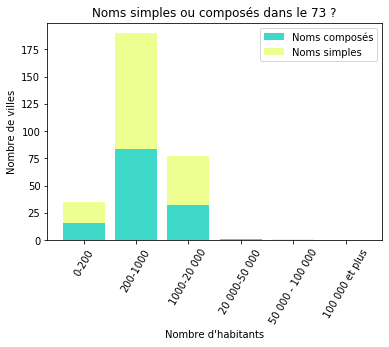 Noms simples ou composés dans le 73 ?
Noms composés
Noms simples
Nombre de villes
175
150
125
100
75
50
25
0
0-200
200-1000
1000-20 000
20 000-50 000
50 000 - 100 000
100 000 et plus
Nombre d'habitants